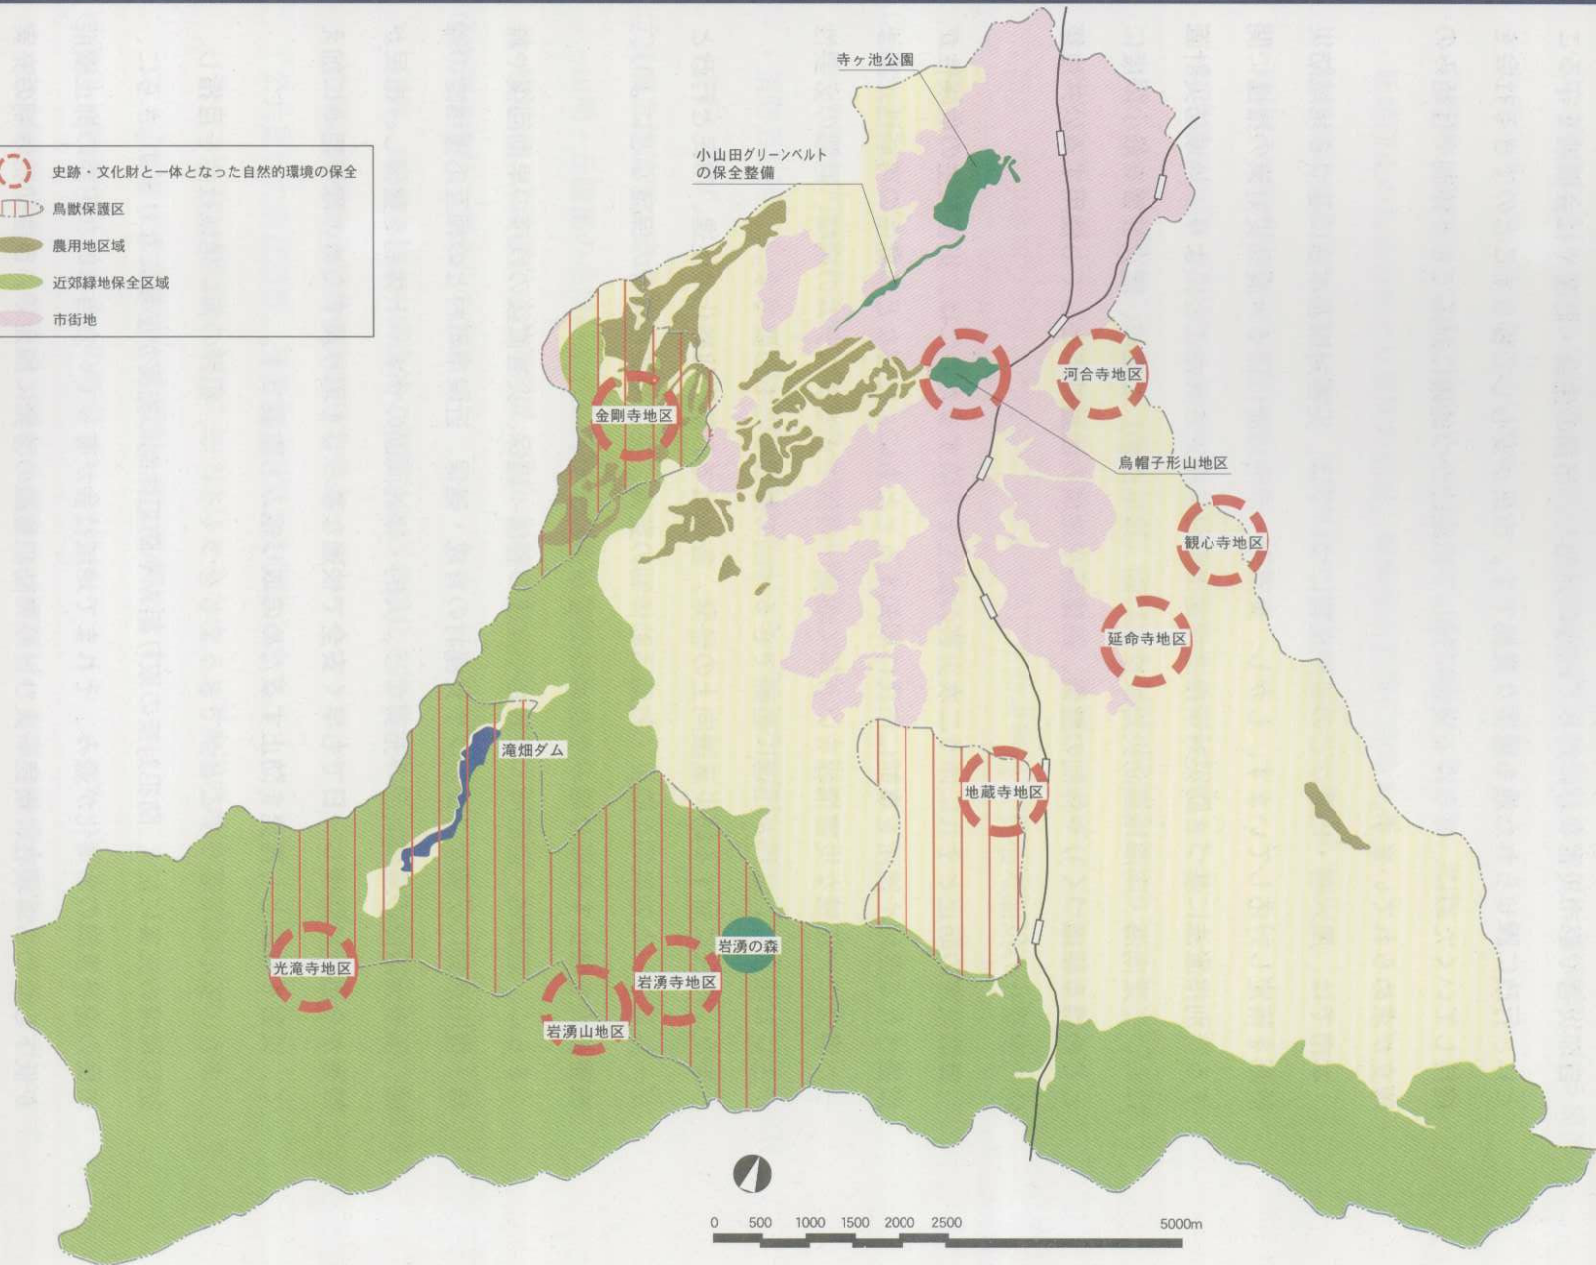 史跡・文化財と一体となった自然的環境の保全
鳥獣保護区
農用地区域
近郊緑地保全区域
市街地
寺ヶ池公園
小山田グリーンベルト
の保全整備
金剛寺地区
河合寺地区
烏帽子形山地区
観心寺地区
延命寺地区
滝畑ダム
地蔵寺地区
岩湧の森
光滝寺地区
岩湧寺地区
岩湧山地区
0 500 1000 1500 2000 2500 5000m